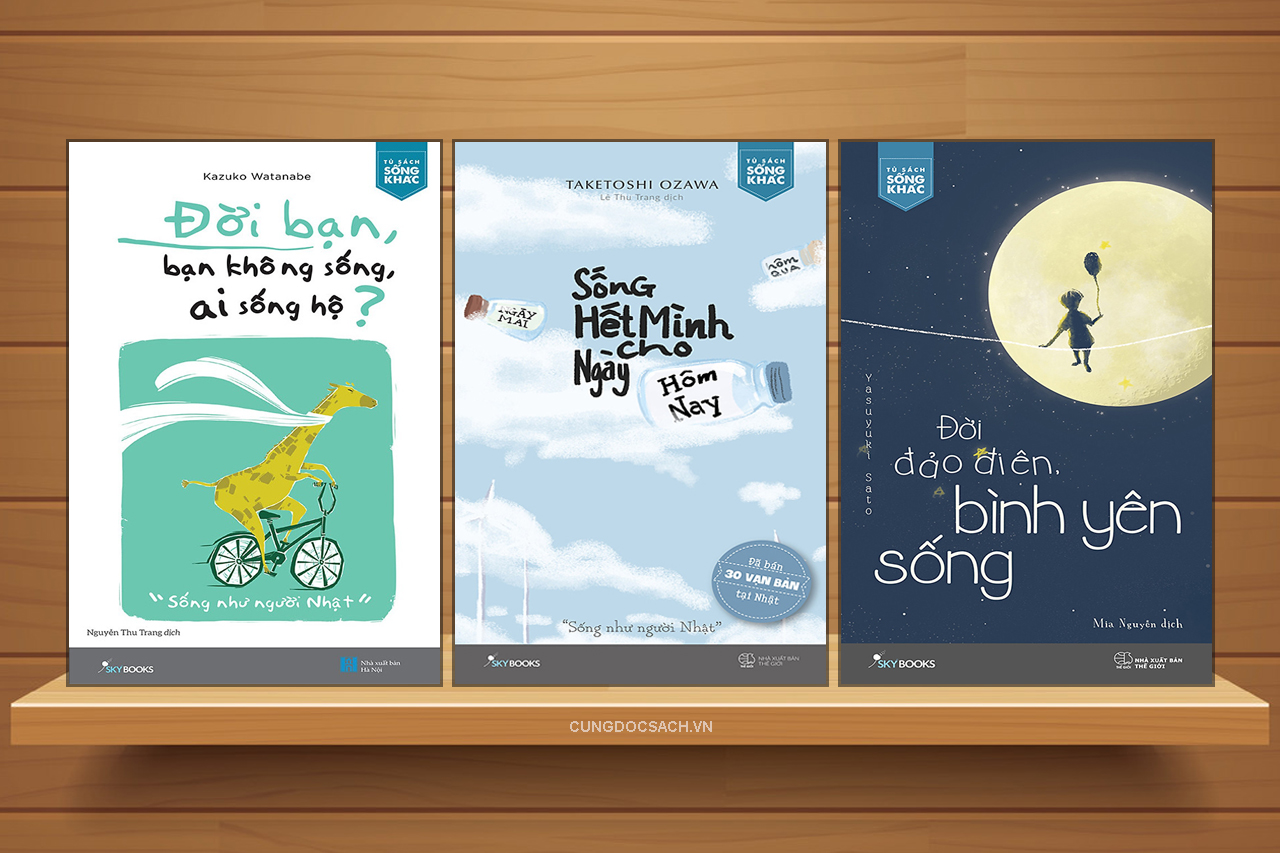 Kazuko Watanabe
TỦ SÁCH
SỐNG
KHÁC
Đời bạn,
bạn không sống,
ai sống hộ?
"Sống như người Nhật"
Nguyễn Thu Trang dịch
SKYBOOKS
Nhà xuất bản
Hà Nội
TỦ SÁCH
SỐNG
KHÁC
TAKETOSHI OZAWA
Lê Thu Trang dịch
HÔM
QUA
NGÀY
MAI
Sống
Hết Mình
cho
Ngày
Hôm
Nay
Đã bán
30 VẠN BẢN
tại Nhật
"Sống như người Nhật"
SKYBOOKS
THẾ GIỚI
NHÀ XUẤT BẢN
THẾ GIỚI
TỦ SÁCH
SỐNG
KHÁC
Yasuyuki Sato
Đời
đảo điên,
bình yên
sống
Mia Nguyễn dịch
SKYBOOKS
THẾ GIỚI
NHÀ XUẤT BẢN
THẾ GIỚI
CUNGDOCSACH.VN